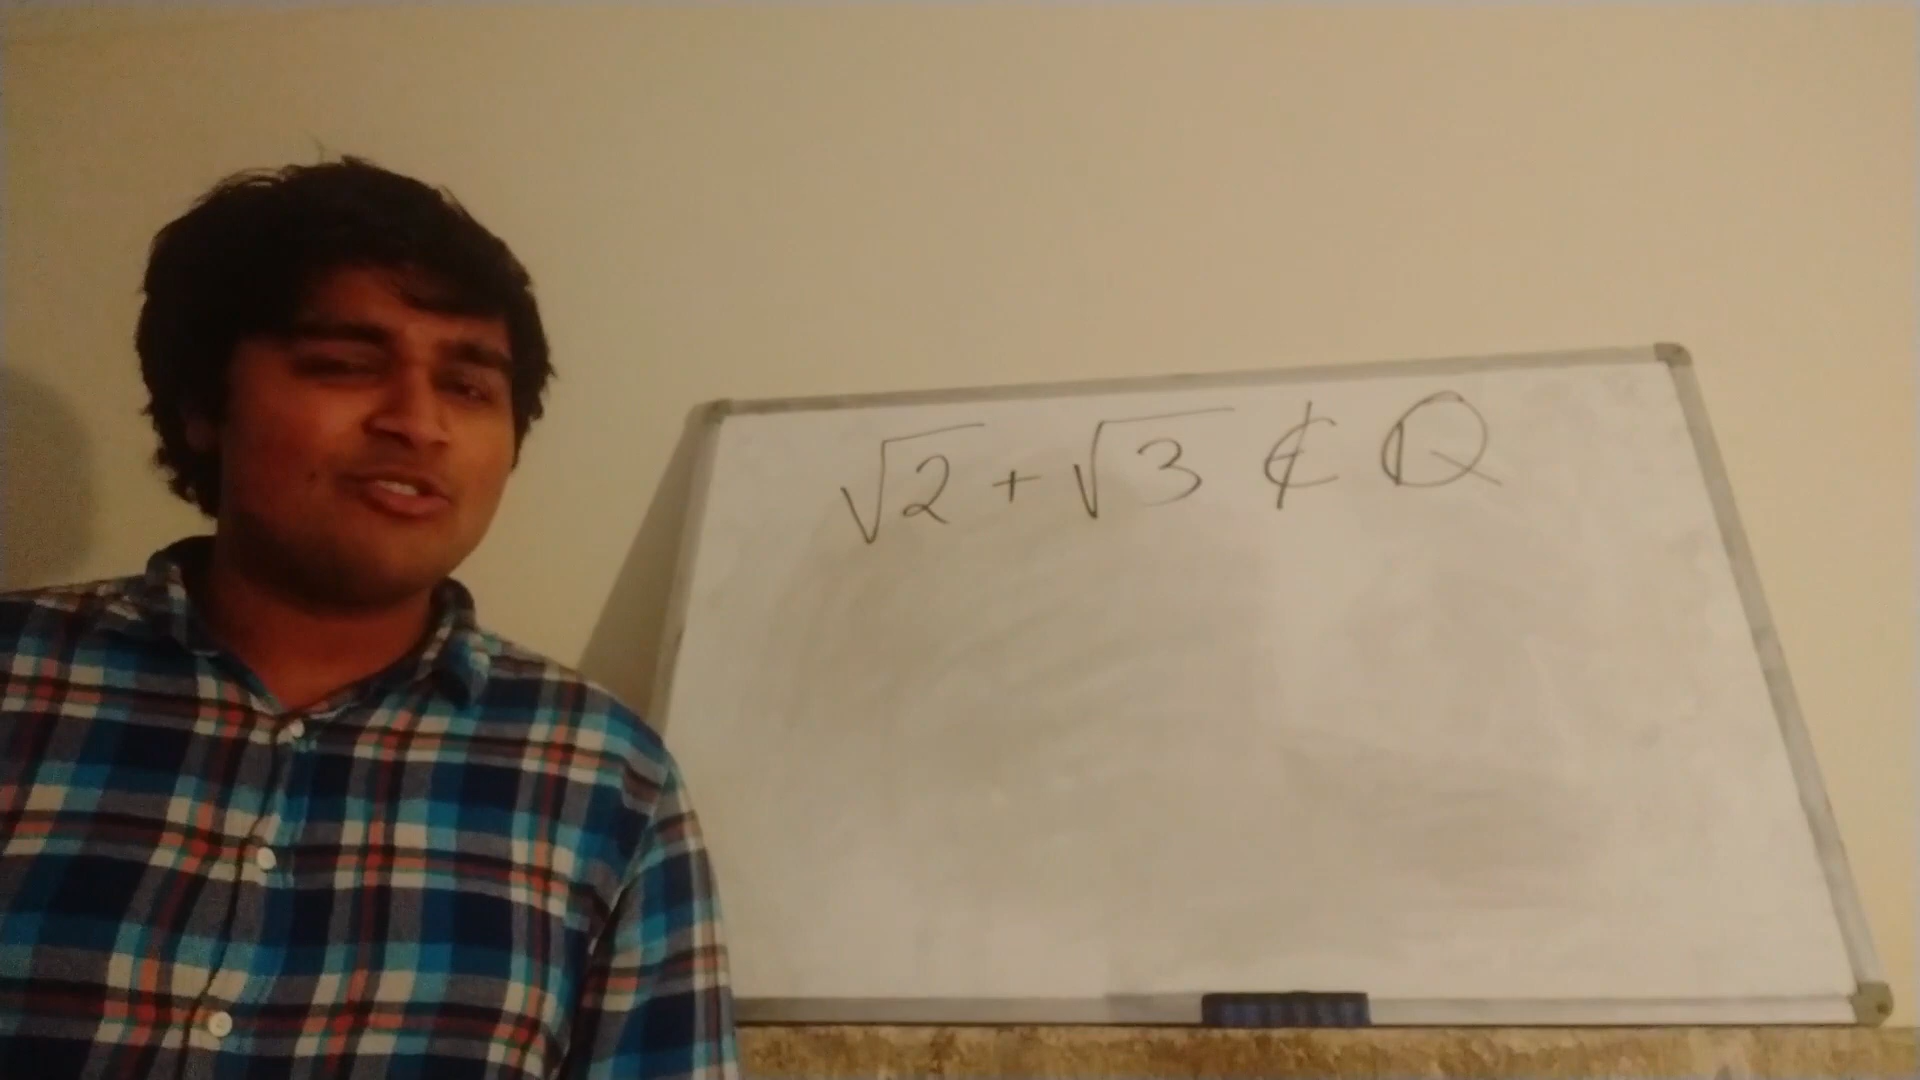 √2 + √3 ∉ ℚ